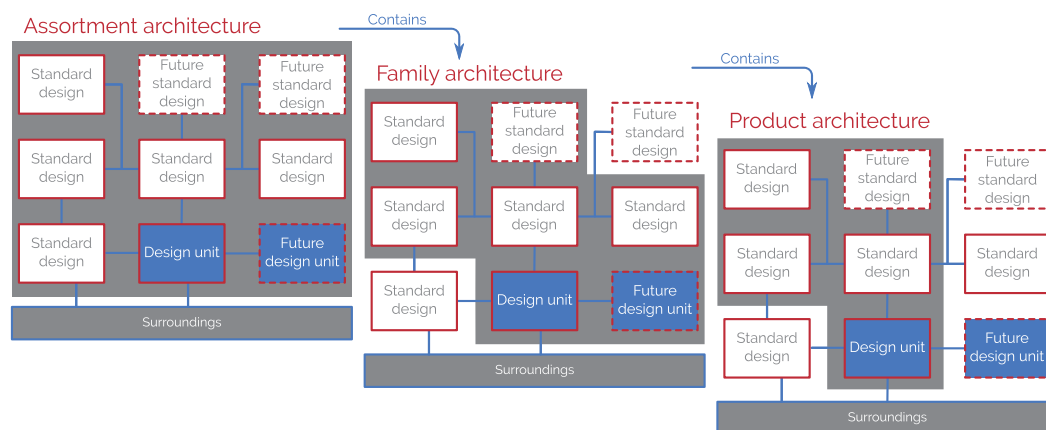 Assortment architecture
Contains
Standard
design
Future
standard
design
Future
standard
design
Standard
design
Standard
design
Standard
design
Standard
design
Design unit
Future
design unit
Surroundings
Family architecture
Contains
Standard
design
Future
standard
design
Future
standard
design
Standard
design
Standard
design
Standard
design
Standard
design
Design unit
Future
design unit
Surroundings
Product architecture
Standard
design
Future
standard
design
Future
standard
design
Standard
design
Standard
design
Standard
design
Standard
design
Design unit
Future
design unit
Surroundings